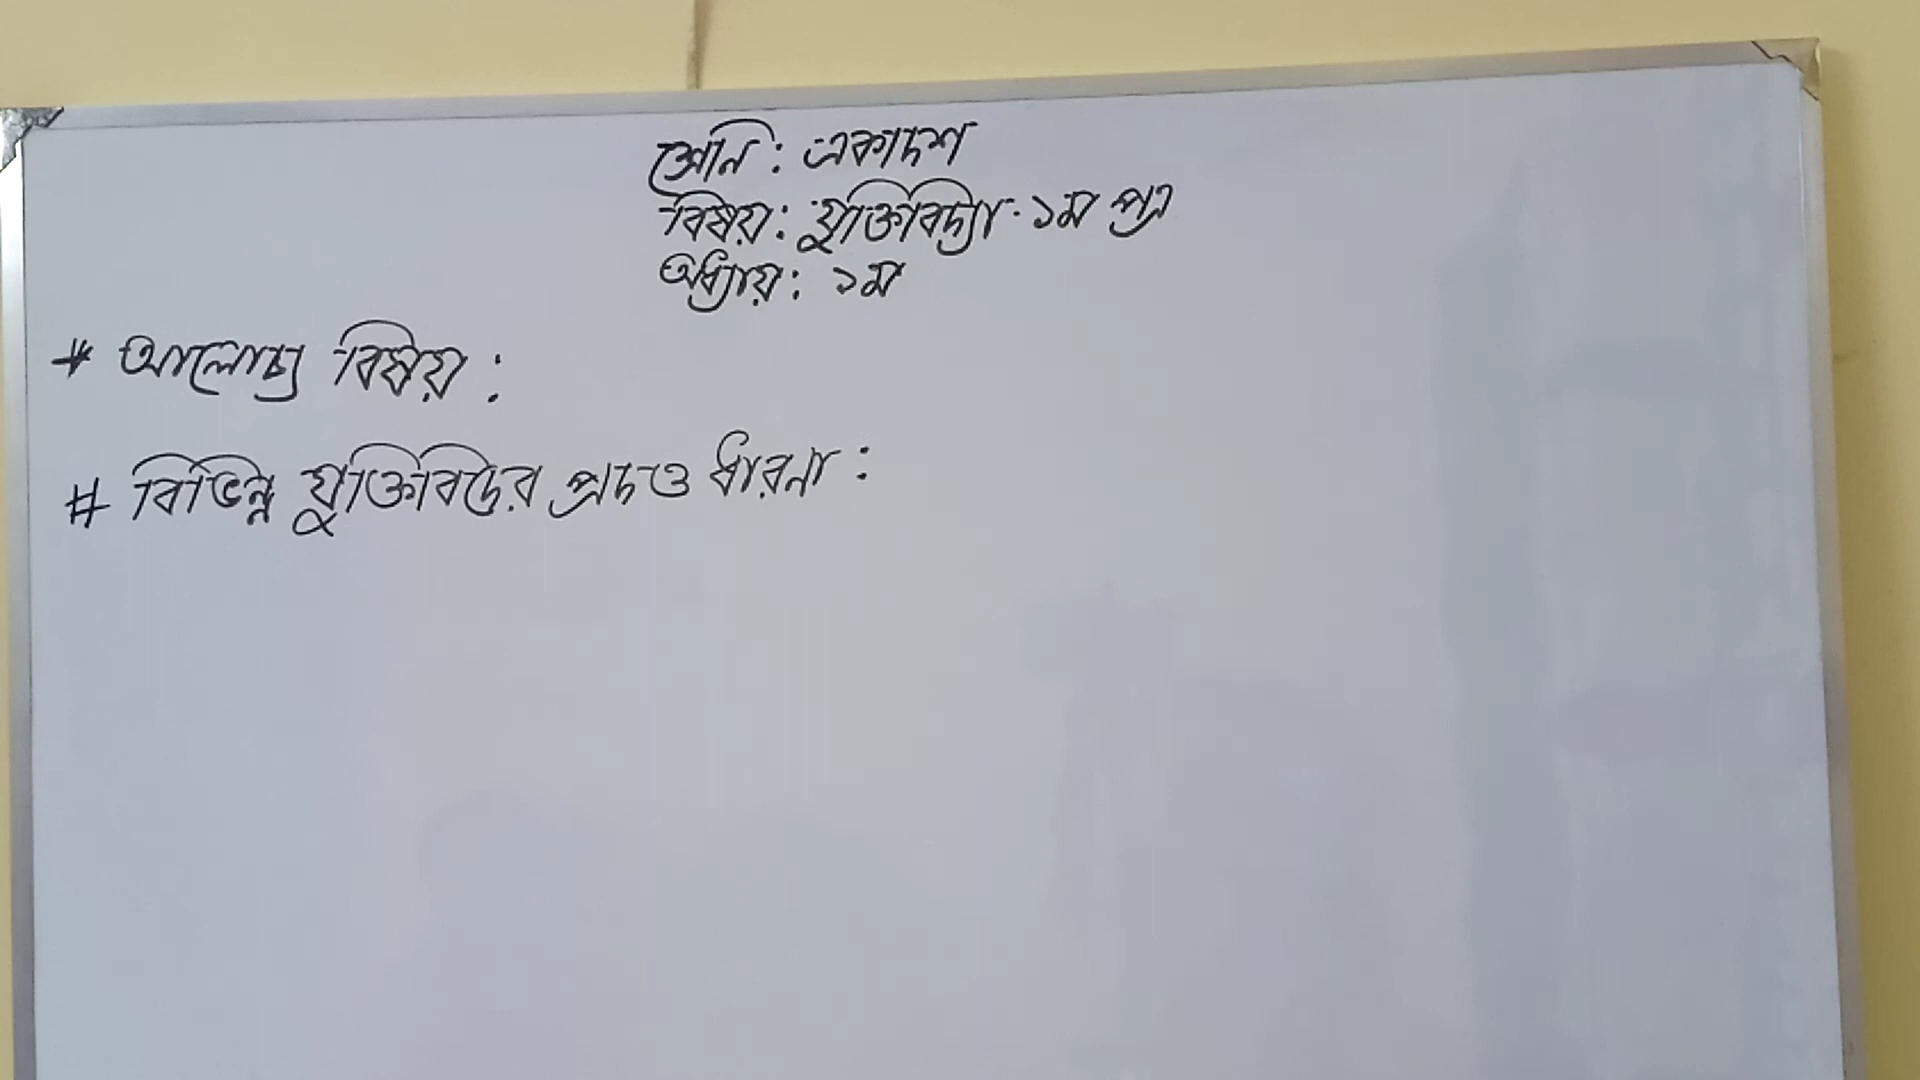 শ্রেনি: একাদশ
বিষয়: যুক্তিবিদ্যা ১ম পত্র
অধ্যায়: ১ম
* আলোচ্য বিষয়:
# বিভিন্ন যুক্তিবিদের প্রদত্ত ধারনা: